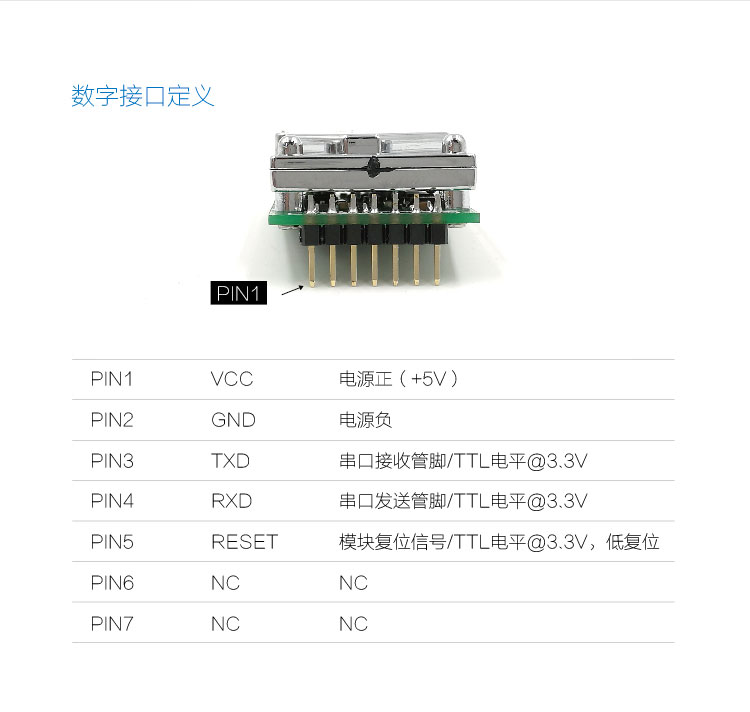 数字接口定义
PIN1
PIN1 VCC 电源正（+5V）
PIN2 GND 电源负
PIN3 TXD 串口接收管脚/TTL电平@3.3V
PIN4 RXD 串口发送管脚/TTL电平@3.3V
PIN5 RESET 模块复位信号/TTL电平@3.3V，低复位
PIN6 NC NC
PIN7 NC NC